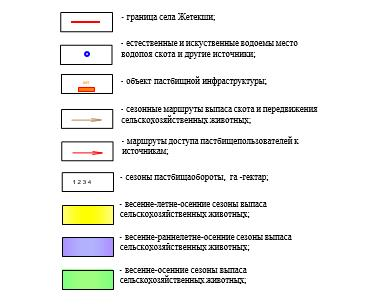 - граница села Жетекши;
- естественные и искуственные водоемы место
водопоя скота и другие источники;
- объект пастбищной инфраструктуры;
- сезонные маршруты выпаса скота и передвижения
сельскохозяйственных животных;
- маршруты доступа пастбищепользователей к
источникам;
1 2 3 4
- сезоны пастбищаобороты, га -гектар;
- весенне-летне-осенние сезоны выпаса
сельскохозяйственных животных;
- весенне-раннелетне-осенние сезоны выпаса
сельскохозяйственных животных;
- весенне-осенние сезоны выпаса
сельскохозяйственных животных;